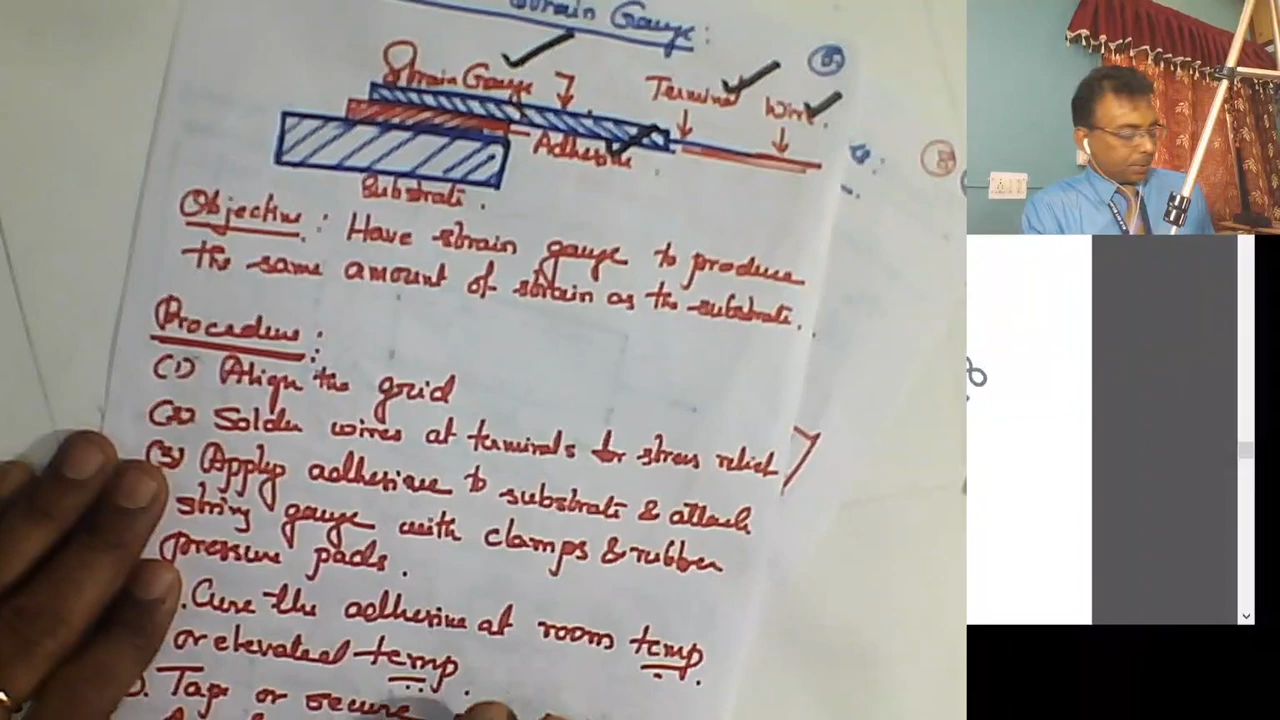 Strain Gauge :
5
Strain Gauge
Terminal
Wire.
Adhesive
Substrate.
Objective : Have strain gauge to produce
the same amount of strain as the substrate..
Procedure :
(1) Align the grid
(2) Solder wires at terminals for stress relief
(3) Apply adhesive to substrate & attach
string gauge with clamps & rubber
pressure pads.
. Cure the adhesive at room temp
or elevated temp.
. Tape or secure